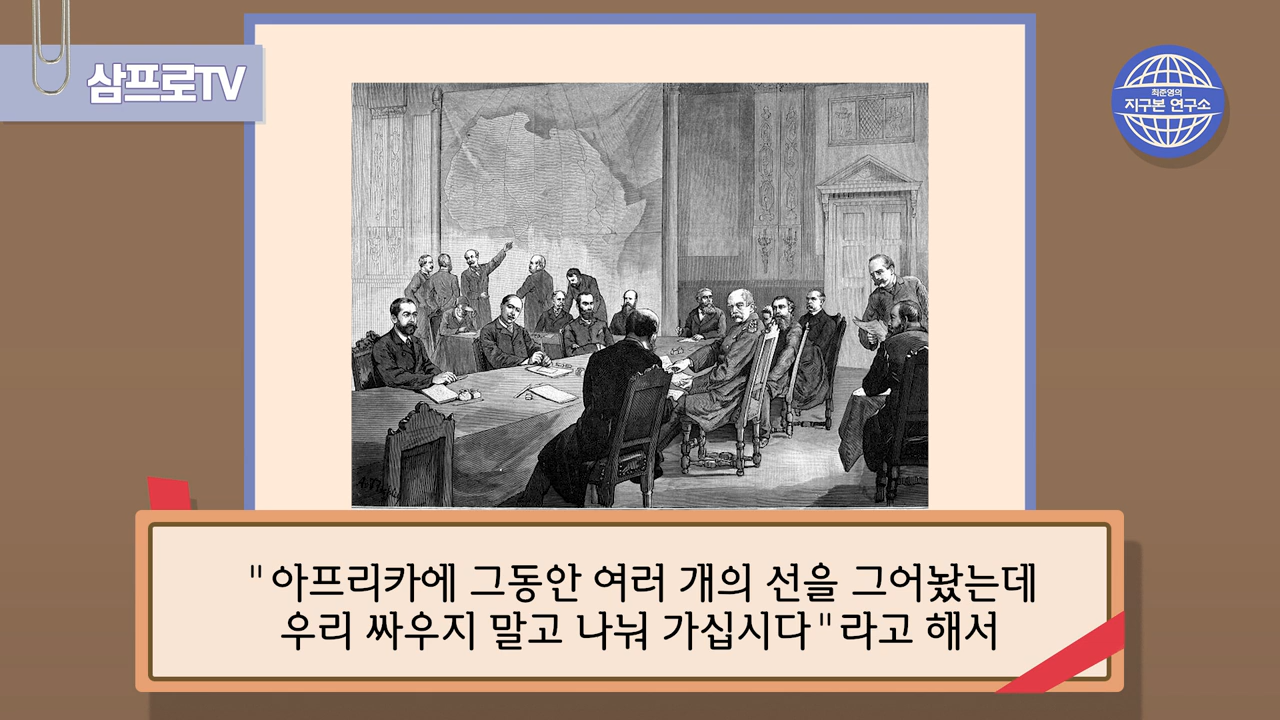 삼프로TV
최준영의
지구본 연구소
"아프리카에 그동안 여러 개의 선을 그어놨는데
우리 싸우지 말고 나눠 가십시다"라고 해서